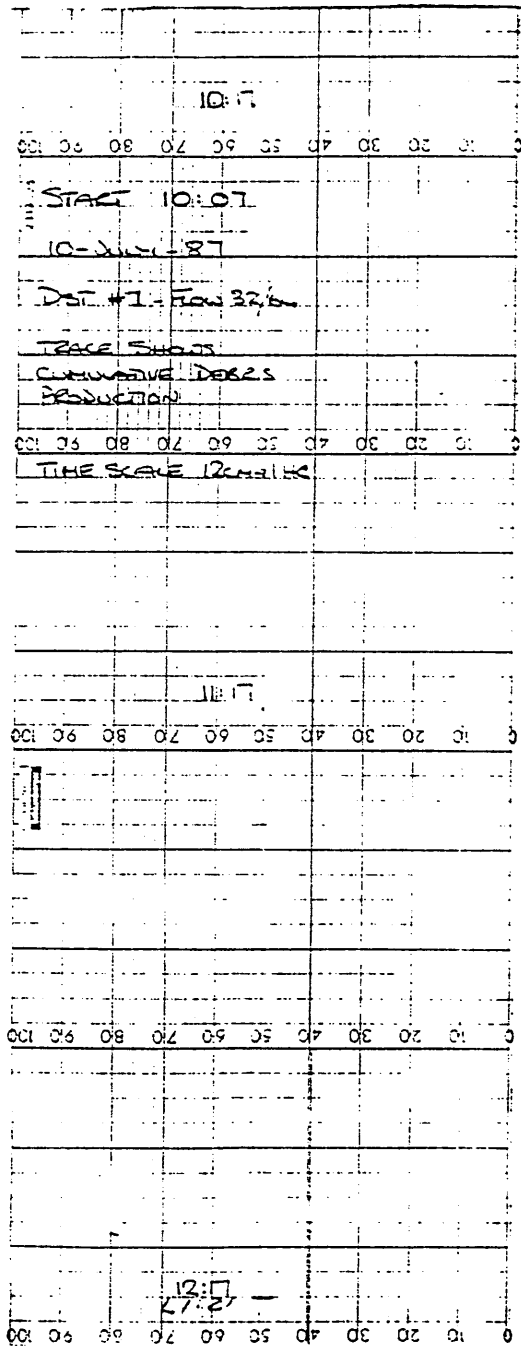 10:17
100 90 80 70 60 50 40 30 20 10 0
START 10:07
10-JULY-87
DST #1 - FLOW 32/64
TRACE SHOWS
CUMULATIVE DEBRIS
PRODUCTION
100 90 80 70 60 50 40 30 20 10 0
TIME SCALE 12cm=1HR
11:17
100 90 80 70 60 50 40 30 20 10 0
100 90 80 70 60 50 40 30 20 10 0
12:17
100 90 80 70 60 50 40 30 20 10 0